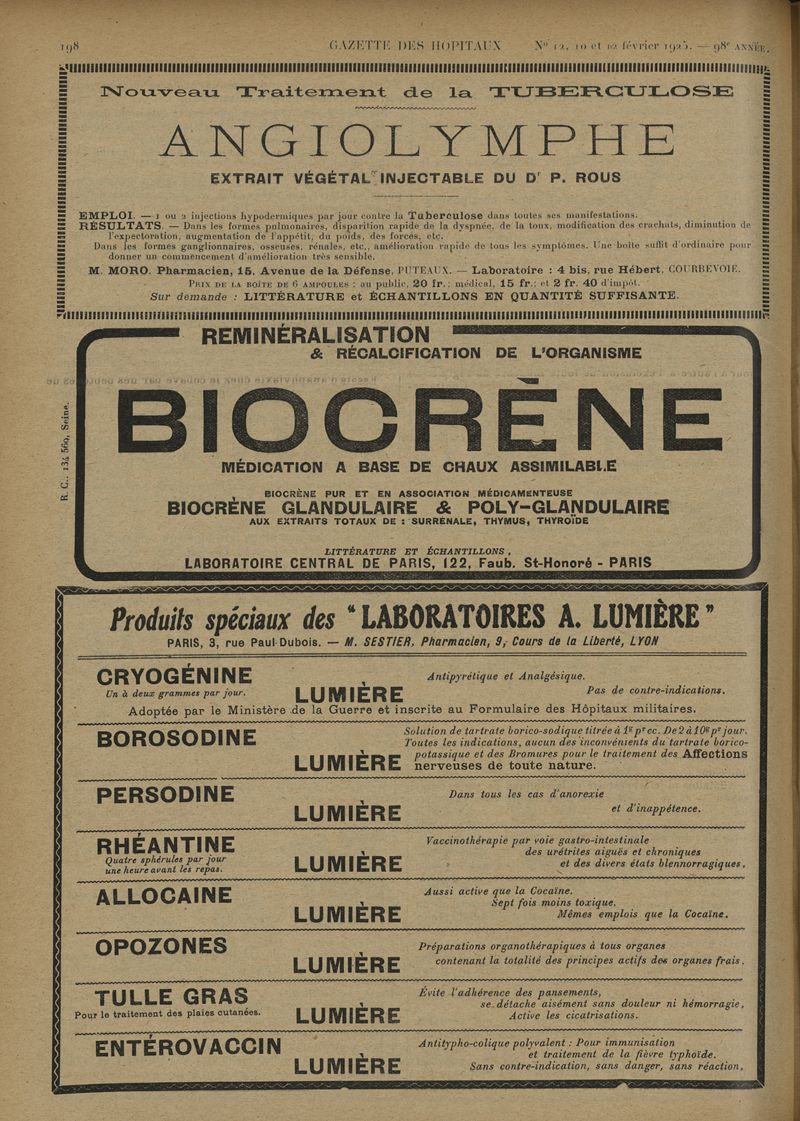 198
GAZETTE DES HOPITAUX
No 12, 10 et 12 février 1925. — 98e ANNÉE.
Nouveau Traitement de la TUBERCULOSE
ANGIOLYMPHE
EXTRAIT VÉGÉTAL INJECTABLE DU Dr P. ROUS
EMPLOI. — 1 ou 2 injections hypodermiques par jour contre la Tuberculose dans toutes ses manifestations.
RÉSULTATS. — Dans les formes pulmonaires, disparition rapide de la dyspnée, de la toux, modification des crachats, diminution de
l'expectoration, augmentation de l'appétit, du poids, des forces, etc.
Dans les formes ganglionnaires, osseuses, rénales, etc., amélioration rapide de tous les symptômes. Une boîte suffit d'ordinaire pour
donner un commencement d'amélioration très sensible.
M. MORO, Pharmacien, 15, Avenue de la Défense, PUTEAUX. — Laboratoire : 4 bis, rue Hébert, COURBEVOIE.
PRIX DE LA BOÎTE DE 6 AMPOULES : au public, 20 fr.; médical, 15 fr.; et 2 fr. 40 d'impôt.
Sur demande : LITTÉRATURE et ÉCHANTILLONS EN QUANTITÉ SUFFISANTE.
REMINÉRALISATION
& RÉCALCIFICATION DE L'ORGANISME
BIOCRÈNE
MÉDICATION A BASE DE CHAUX ASSIMILABLE
BIOCRÈNE PUR ET EN ASSOCIATION MÉDICAMENTEUSE
BIOCRÈNE GLANDULAIRE & POLY-GLANDULAIRE
AUX EXTRAITS TOTAUX DE : SURRÉNALE, THYMUS, THYROÏDE
LITTÉRATURE ET ÉCHANTILLONS,
LABORATOIRE CENTRAL DE PARIS, 122, Faub. St-Honoré - PARIS
R. C., 134 560, Seine.
Produits spéciaux des "LABORATOIRES A. LUMIÈRE"
PARIS, 3, rue Paul-Dubois. — M. SESTIER, Pharmacien, 9, Cours de la Liberté, LYON
CRYOGÉNINE
Un à deux grammes par jour.
LUMIÈRE
Antipyrétique et Analgésique.
Pas de contre-indications.
Adoptée par le Ministère de la Guerre et inscrite au Formulaire des Hôpitaux militaires.
BOROSODINE
LUMIÈRE
Solution de tartrate borico-sodique titrée à 1gr pr cc. De 2 à 10gr pr jour.
Toutes les indications, aucun des inconvénients du tartrate borico-
potassique et des Bromures pour le traitement des Affections
nerveuses de toute nature.
PERSODINE
LUMIÈRE
Dans tous les cas d'anorexie
et d'inappétence.
RHÉANTINE
Quatre sphérules par jour
une heure avant les repas.
LUMIÈRE
Vaccinothérapie par voie gastro-intestinale
des urétrites aiguës et chroniques
et des divers états blennorragiques,
ALLOCAINE
LUMIÈRE
Aussi active que la Cocaïne.
Sept fois moins toxique.
Mêmes emplois que la Cocaïne.
OPOZONES
LUMIÈRE
Préparations organothérapiques à tous organes
contenant la totalité des principes actifs des organes frais.
TULLE GRAS
Pour le traitement des plaies cutanées.
LUMIÈRE
Évite l'adhérence des pansements,
se détache aisément sans douleur ni hémorragie,
Active les cicatrisations.
ENTÉROVACCIN
LUMIÈRE
Antitypho-colique polyvalent : Pour immunisation
et traitement de la fièvre typhoïde.
Sans contre-indication, sans danger, sans réaction,